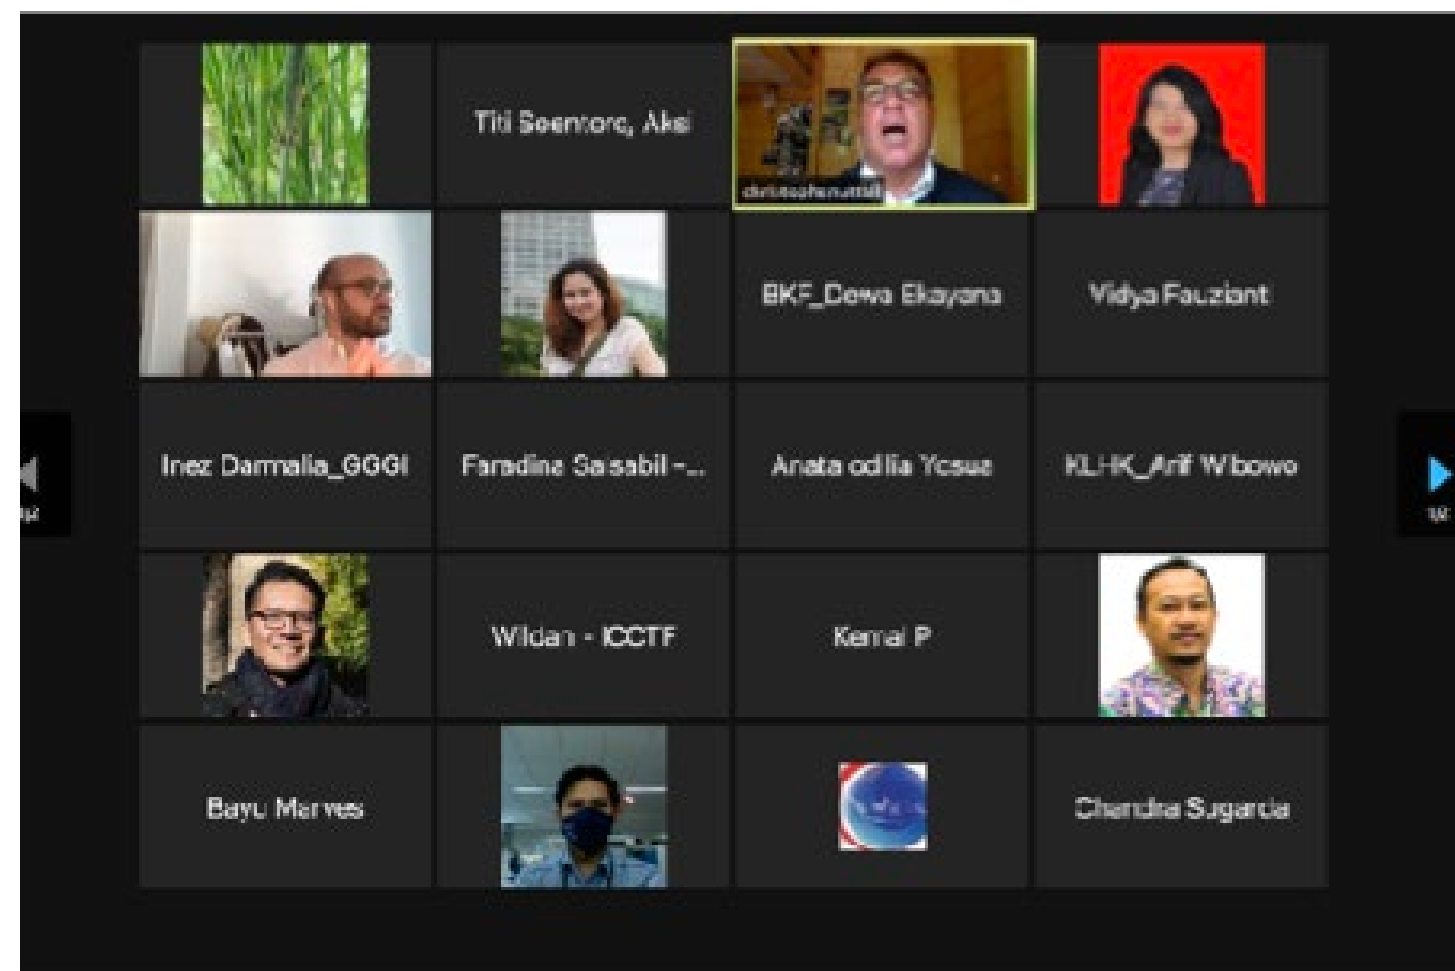 Titi Soentoro, Aksi
BKF_Dewa Ekayana
Vidya Fauziant
Inez Darmalia_GGGI
Faradina Salsabil -...
Anata odilia Yosua
KLHK_Arif Wibowo
Wildan - ICCTF
Kemal P
Bayu Marves
Chandra Sugarda